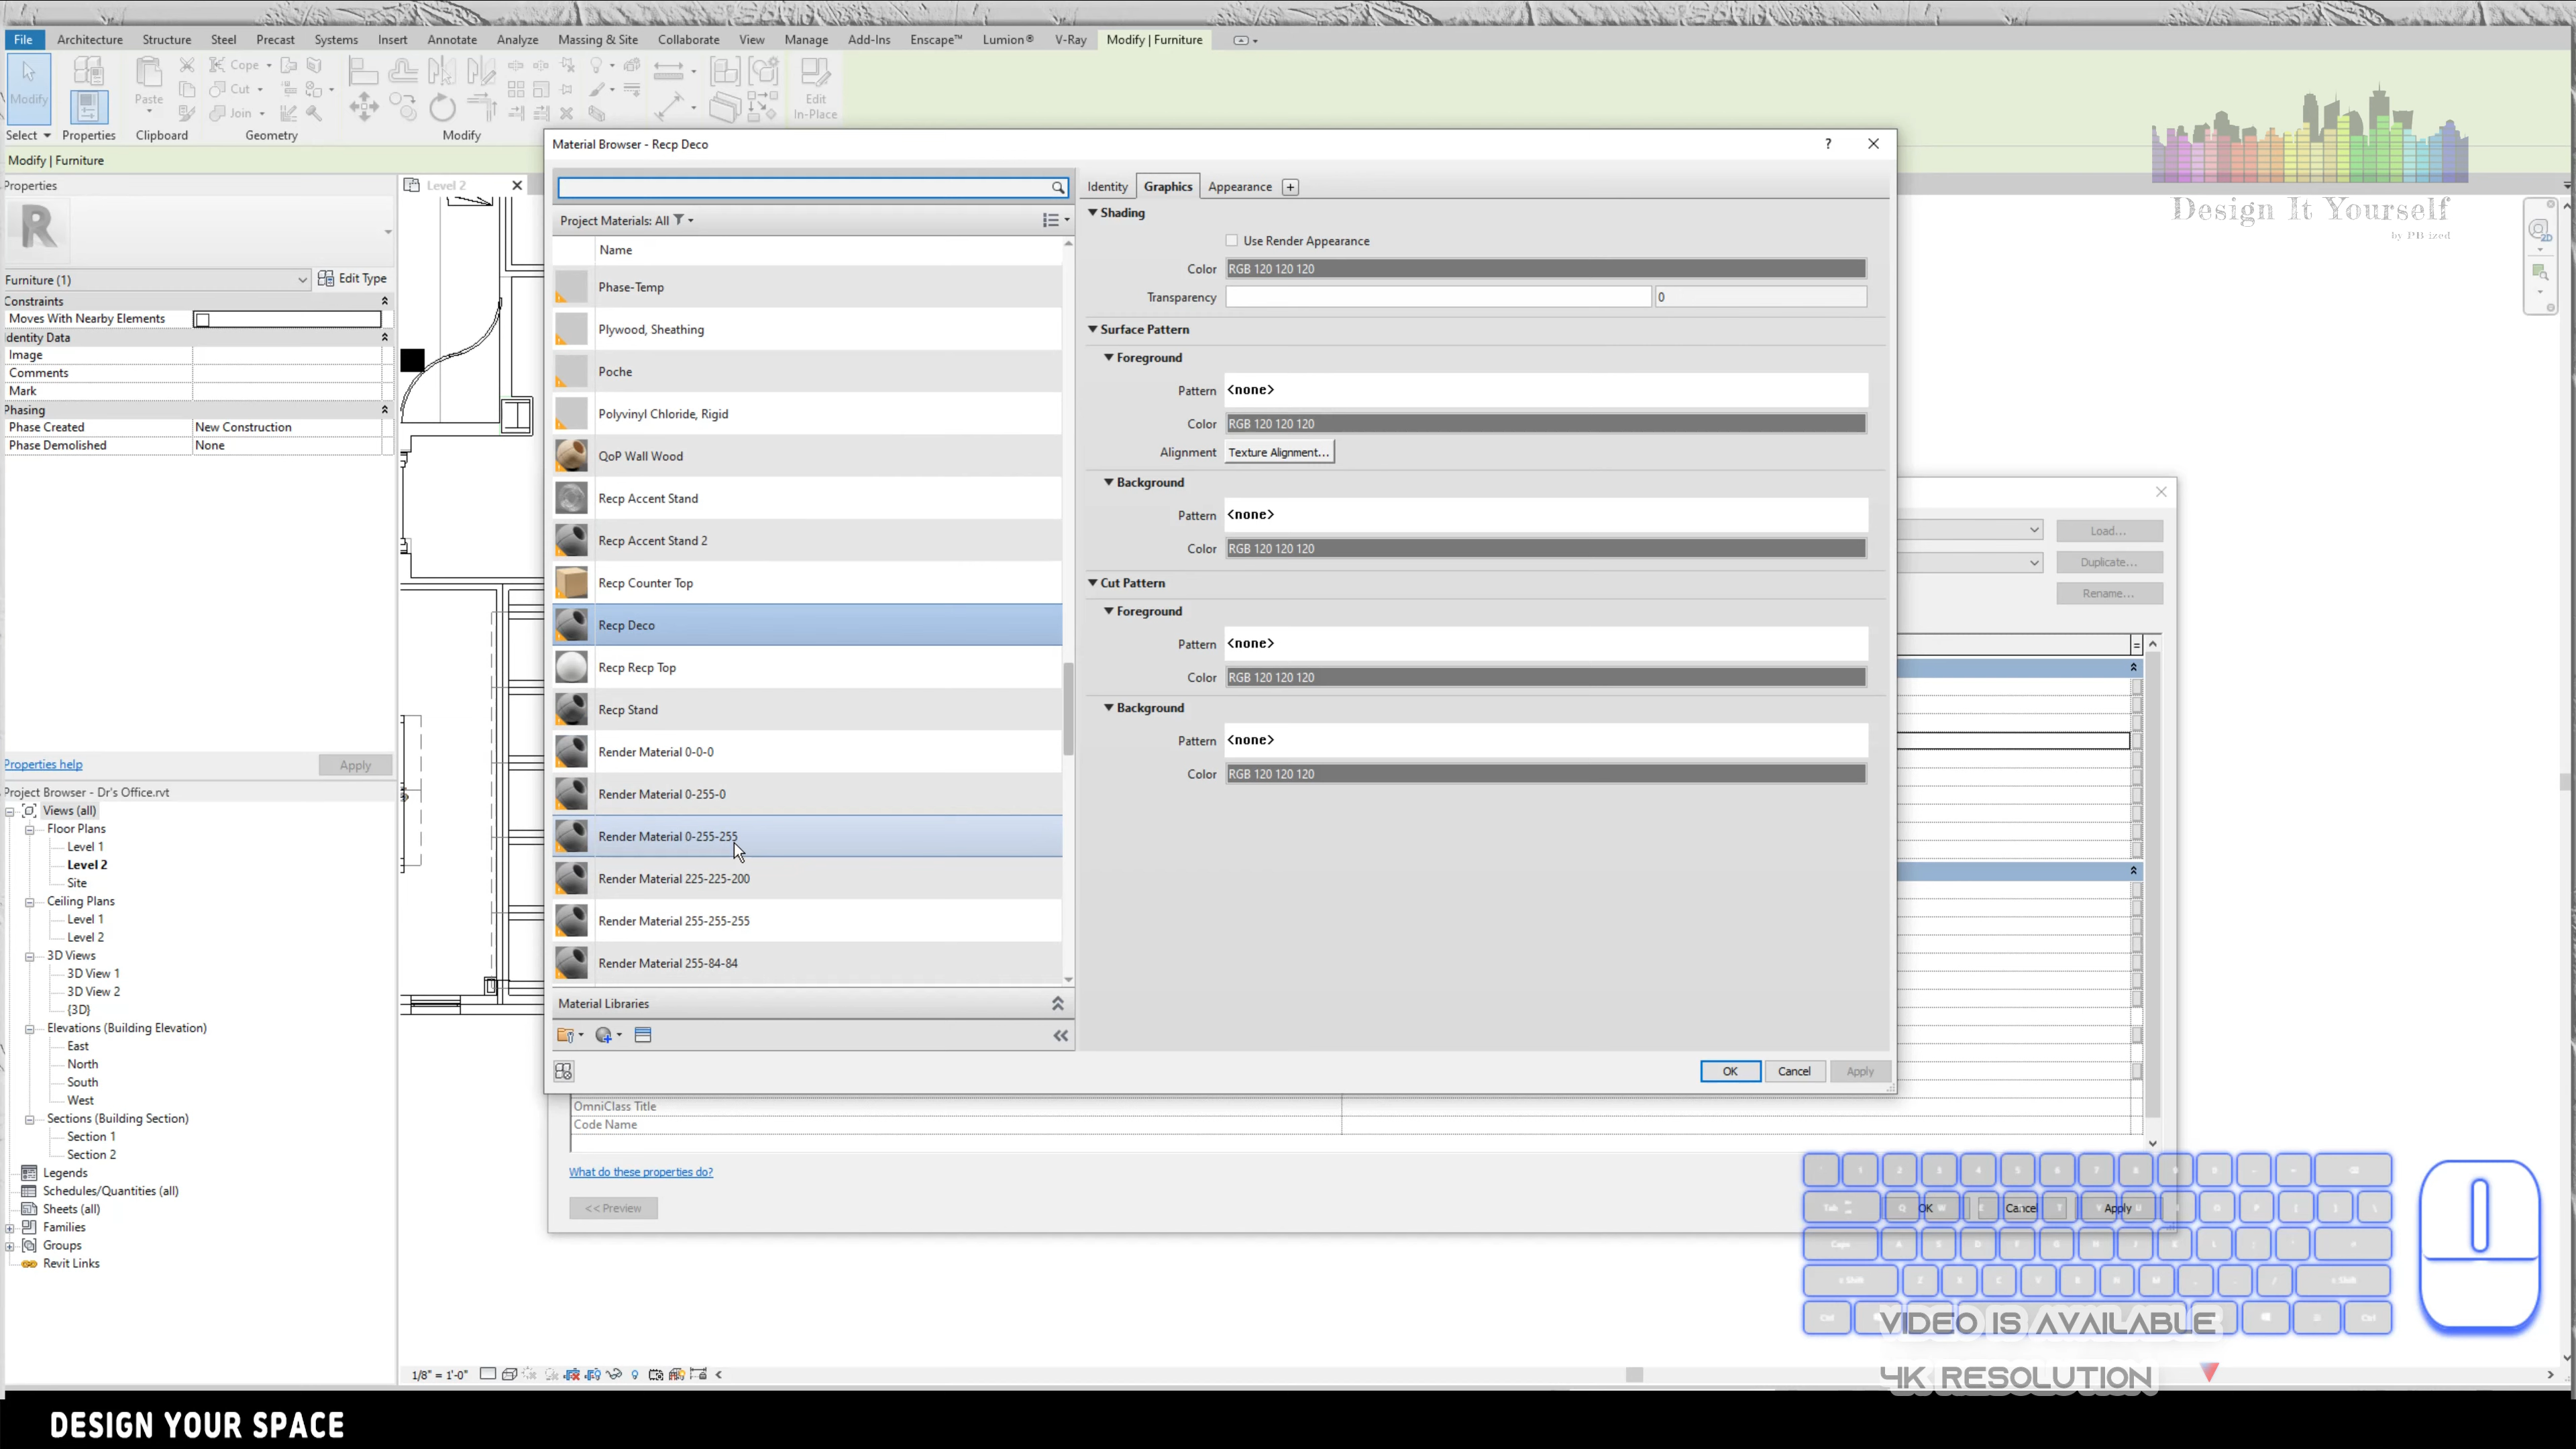 File Architecture Structure Steel Precast Systems Insert Annotate Analyze Massing & Site Collaborate View Manage Add-Ins Enscape™ Lumion® V-Ray Modify | Furniture
Modify
Paste
Cope
Cut
Join
Edit
In-Place
Select Properties Clipboard Geometry Modify
Modify | Furniture
Properties
R
Furniture (1)
Edit Type
Constraints
Moves With Nearby Elements
Identity Data
Image
Comments
Mark
Phasing
Phase Created New Construction
Phase Demolished None
Properties help
Apply
Project Browser - Dr's Office.rvt
Views (all)
Floor Plans
Level 1
Level 2
Site
Ceiling Plans
Level 1
Level 2
3D Views
3D View 1
3D View 2
{3D}
Elevations (Building Elevation)
East
North
South
West
Sections (Building Section)
Section 1
Section 2
Legends
Schedules/Quantities (all)
Sheets (all)
Families
Groups
Revit Links
Level 2
Material Browser - Recp Deco
?
Project Materials: All
Name
Phase-Temp
Plywood, Sheathing
Poche
Polyvinyl Chloride, Rigid
QoP Wall Wood
Recp Accent Stand
Recp Accent Stand 2
Recp Counter Top
Recp Deco
Recp Recp Top
Recp Stand
Render Material 0-0-0
Render Material 0-255-0
Render Material 0-255-255
Render Material 225-225-200
Render Material 255-255-255
Render Material 255-84-84
Material Libraries
Identity Graphics Appearance
Shading
Use Render Appearance
Color RGB 120 120 120
Transparency 0
Surface Pattern
Foreground
Pattern <none>
Color RGB 120 120 120
Alignment Texture Alignment...
Background
Pattern <none>
Color RGB 120 120 120
Cut Pattern
Foreground
Pattern <none>
Color RGB 120 120 120
Background
Pattern <none>
Color RGB 120 120 120
OK Cancel Apply
Load...
Duplicate...
Rename...
=
OmniClass Title
Code Name
What do these properties do?
<< Preview
OK Cancel Apply
Design It Yourself
by PB ized
2D
VIDEO IS AVAILABLE
4K RESOLUTION
1/8" = 1'-0"
DESIGN YOUR SPACE